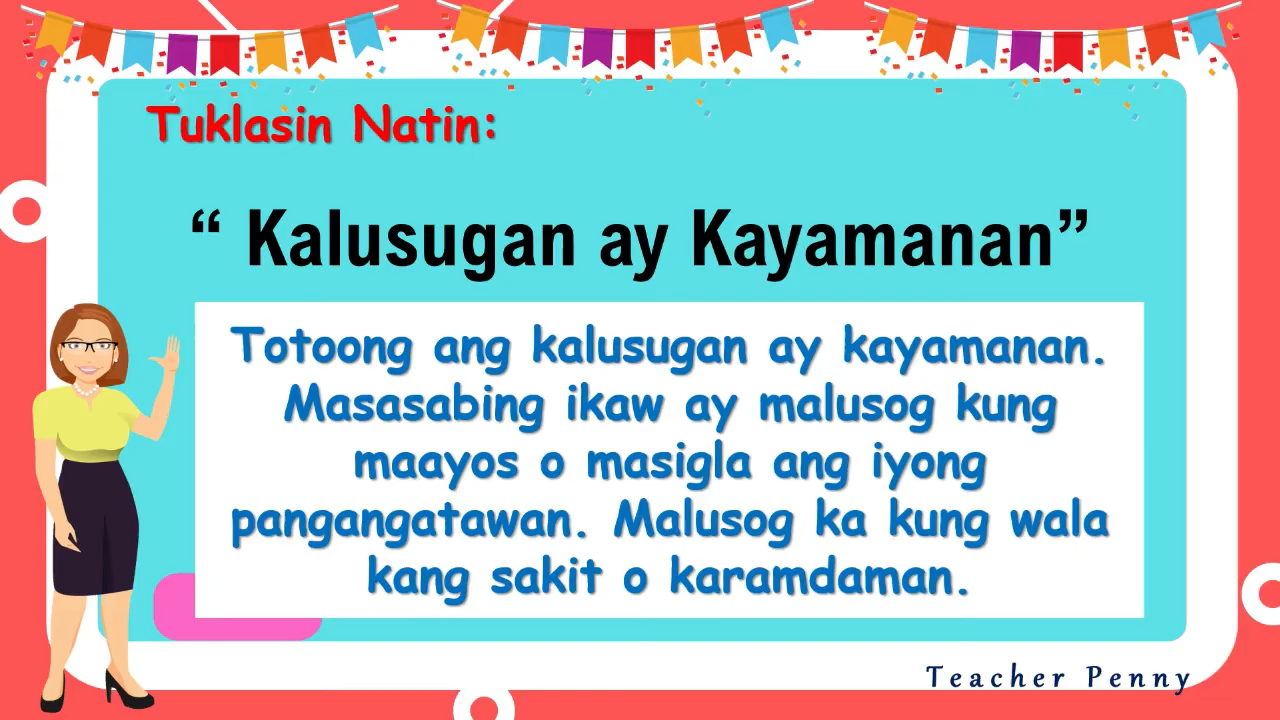 Tuklasin Natin:
“ Kalusugan ay Kayamanan”
Totoong ang kalusugan ay kayamanan.
Masasabing ikaw ay malusog kung
maayos o masigla ang iyong
pangangatawan. Malusog ka kung wala
kang sakit o karamdaman.
Teacher Penny